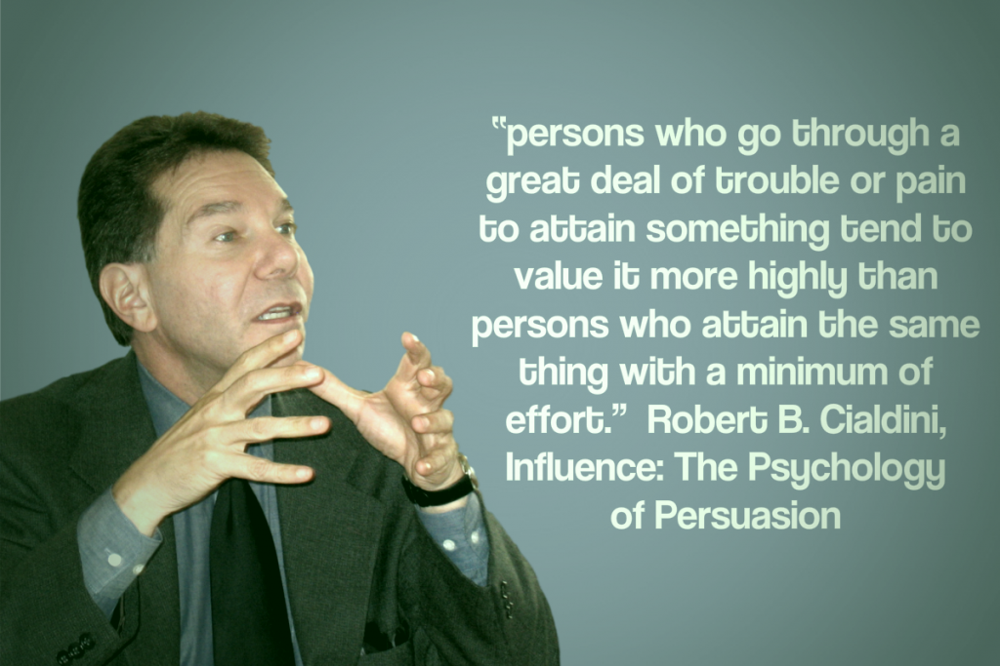 “persons who go through a
great deal of trouble or pain
to attain something tend to
value it more highly than
persons who attain the same
thing with a minimum of
effort.”  Robert B. Cialdini,
Influence: The Psychology
of Persuasion